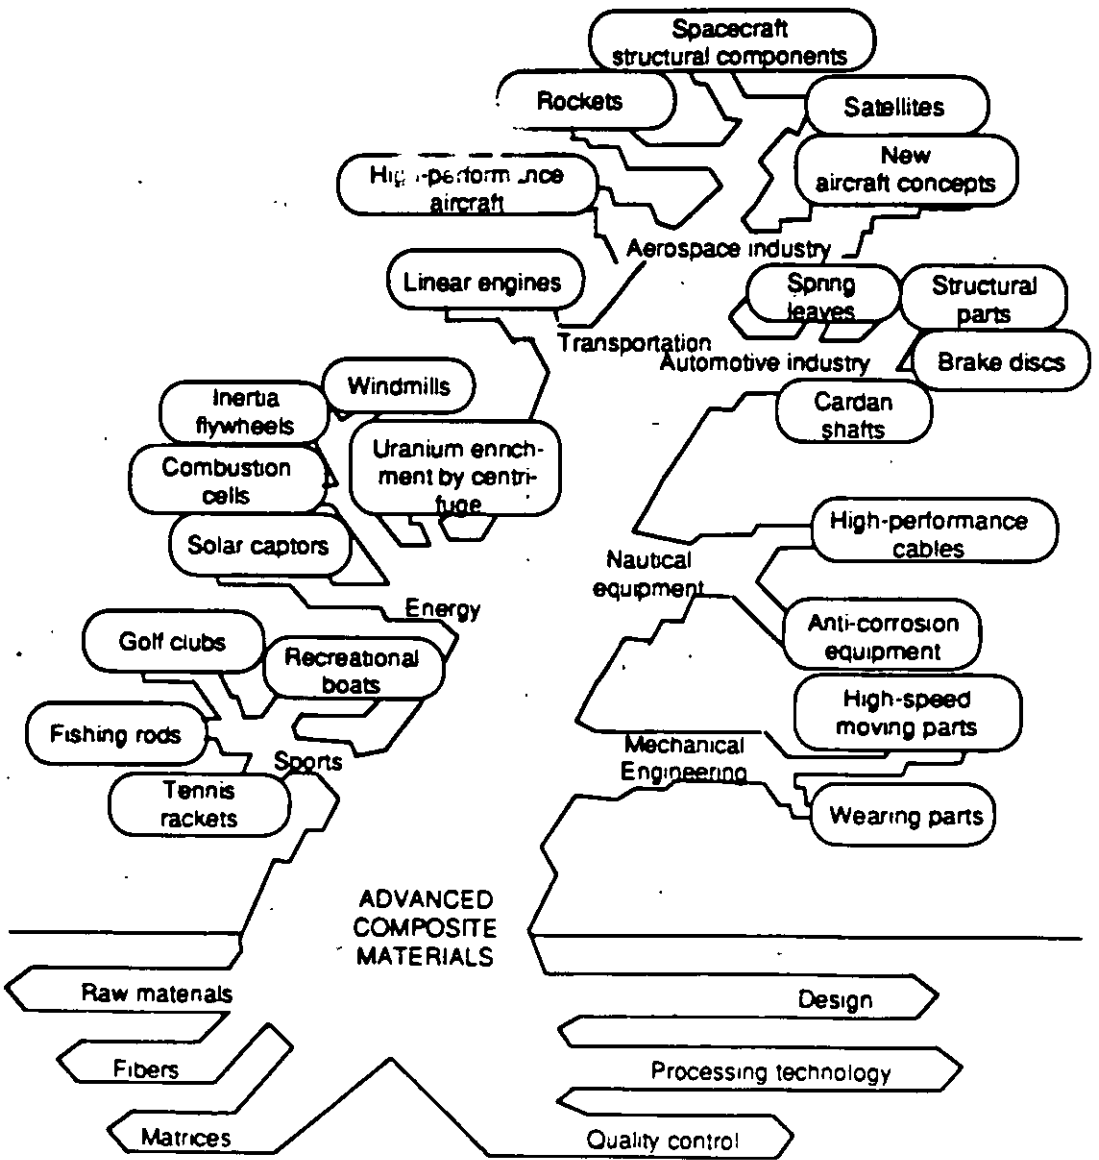 Spacecraft
structural components
Rockets
Satellites
New
aircraft concepts
High-performance
aircraft
Aerospace industry
Linear engines
Spring
leaves
Structural
parts
Transportation
Automotive industry
Brake discs
Windmills
Inertia
flywheels
Cardan
shafts
Uranium enrich-
ment by centri-
fuge
Combustion
cells
Solar captors
High-performance
cables
Nautical
equipment
Energy
Golf clubs
Recreational
boats
Anti-corrosion
equipment
High-speed
moving parts
Fishing rods
Sports
Mechanical
Engineering
Tennis
rackets
Wearing parts
ADVANCED
COMPOSITE
MATERIALS
Raw materials
Design
Fibers
Processing technology
Matrices
Quality control